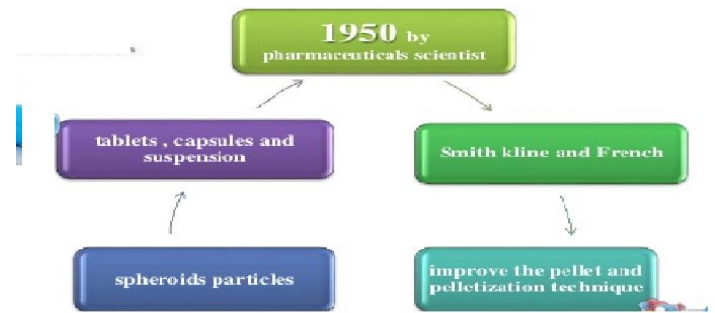 1950 by
pharmaceuticals scientist
tablets , capsules and
suspension
Smith kline and French
spheroids particles
improve the pellet and
pelletization technique